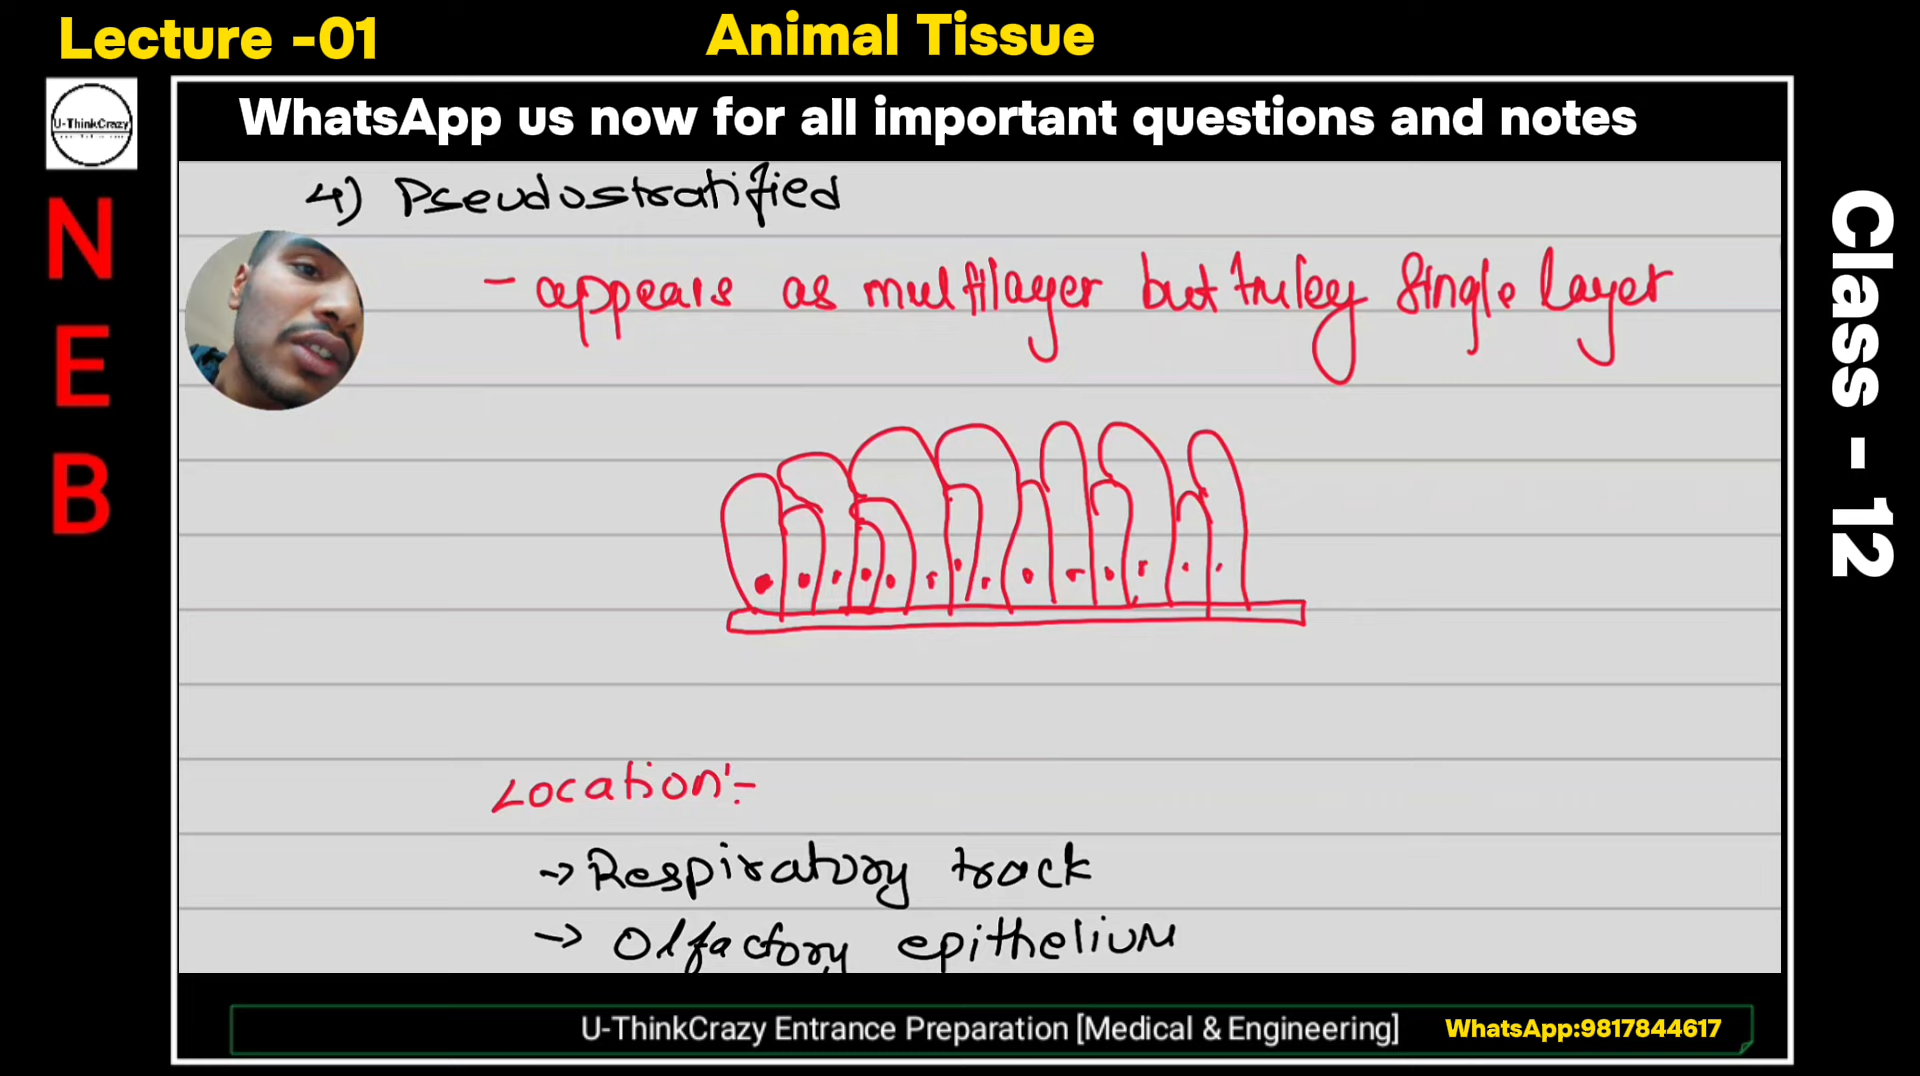 Lecture -01
Animal Tissue
U-ThinkCrazy
WhatsApp us now for all important questions and notes
NEB
4) Pseudostratified
- appears as multilayer but truley single layer
Location:-
→ Respiratory track
→ Olfactory epithelium
Class - 12
U-ThinkCrazy Entrance Preparation [Medical & Engineering]
WhatsApp:9817844617